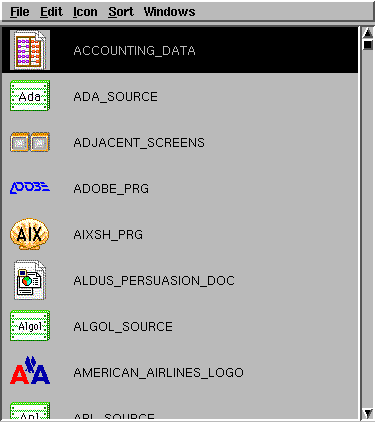 File Edit Icon Sort Windows
ACCOUNTING_DATA
Ada ADA_SOURCE
ADJACENT_SCREENS
ADOBE ADOBE_PRG
AIX AIXSH_PRG
ALDUS_PERSUASION_DOC
Algol ALGOL_SOURCE
AA AMERICAN_AIRLINES_LOGO
Apl APL_SOURCE